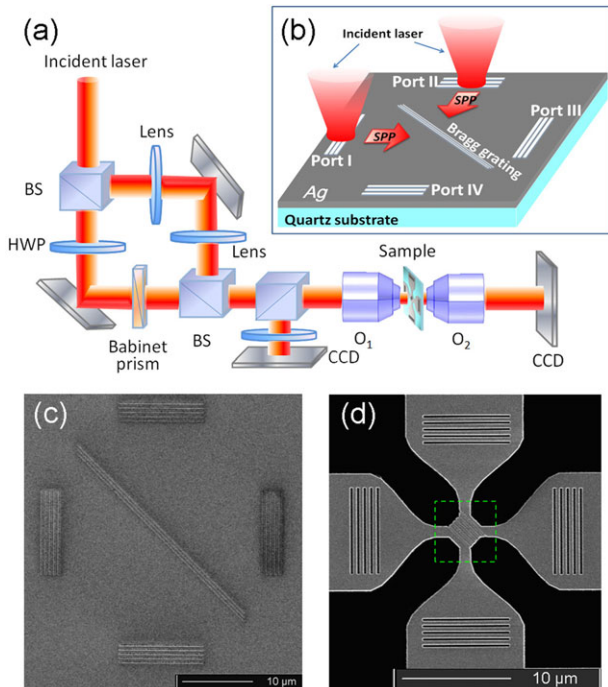 (a)
Incident laser
Lens
BS
HWP
Lens
Babinet
prism
BS
CCD
O₁
Sample
O₂
CCD
(b)
Incident laser
Port II
SPP
Port III
Port I
SPP
Bragg grating
Ag
Port IV
Quartz substrate
(c)
10 µm
(d)
10 µm